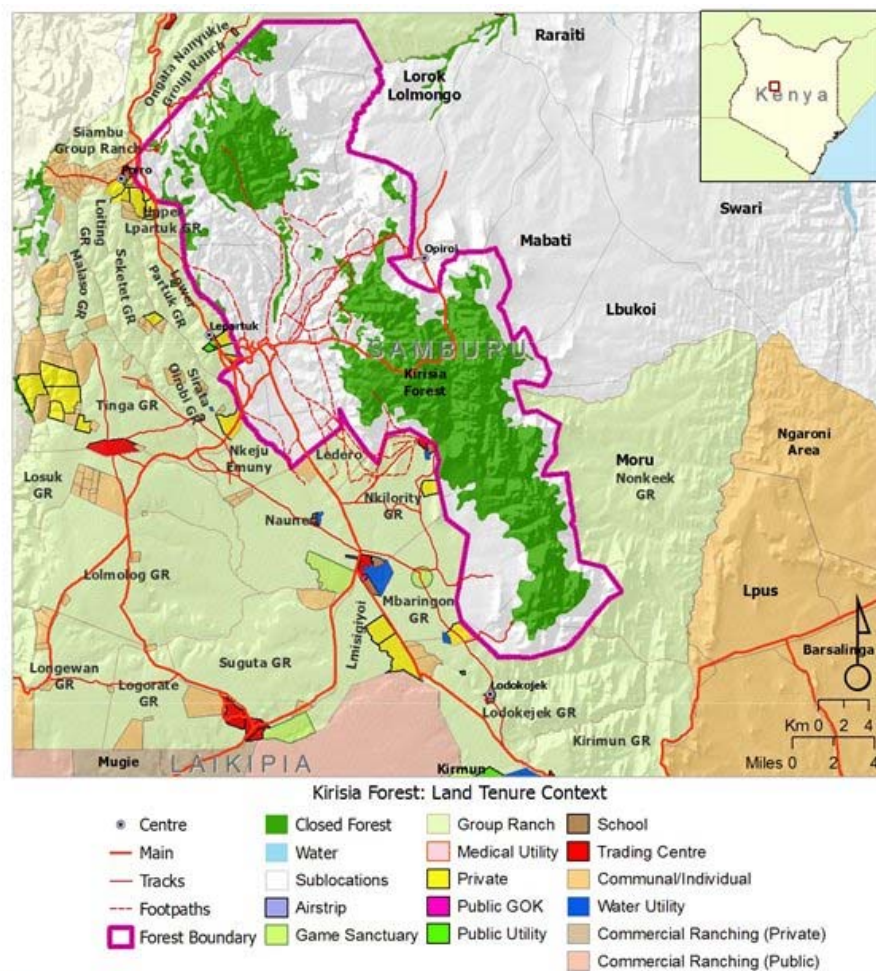 Raraiti
Ongata Nanyukie
Group Ranch
Lorok
Lolmongo
Kenya
Siambu
Group Ranch
Poro
Swari
Upper
Lpartuk GR
Loiting
GR
Opiroi
Mabati
Malaso GR
Seketet GR
Lower
Partuk GR
Lbukoi
Lepartuk
SAMBURU
Kirisia
Forest
Sirata
Oirobi GR
Tinga GR
Ngaroni
Area
Nkeju
Emuny
Ledero
Moru
Nonkeek
GR
Losuk
GR
Nkilority
GR
Naunre
Lolmolog GR
Mbaringon
GR
Lpus
Lmisigiyoi
Barsalinga
Longewan
GR
Suguta GR
Logorate
GR
Lodokojek
Lodokejek GR
Km 0 2 4
Kirimun GR
Mugie
LAIKIPIA
Kirmun
Miles 0 2 4
Kirisia Forest: Land Tenure Context
Centre
Main
Tracks
Footpaths
Forest Boundary
Closed Forest
Water
Sublocations
Airstrip
Game Sanctuary
Group Ranch
Medical Utility
Private
Public GOK
Public Utility
School
Trading Centre
Communal/Individual
Water Utility
Commercial Ranching (Private)
Commercial Ranching (Public)